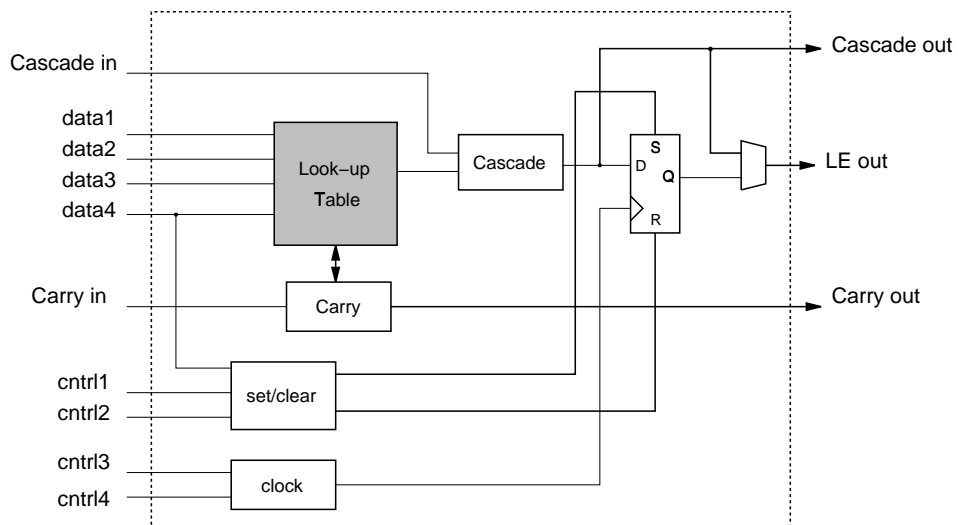 Cascade in
Cascade out
data1
data2
data3
data4
Look-up
Table
Cascade
S
D
Q
R
LE out
Carry in
Carry
Carry out
cntrl1
cntrl2
set/clear
cntrl3
cntrl4
clock